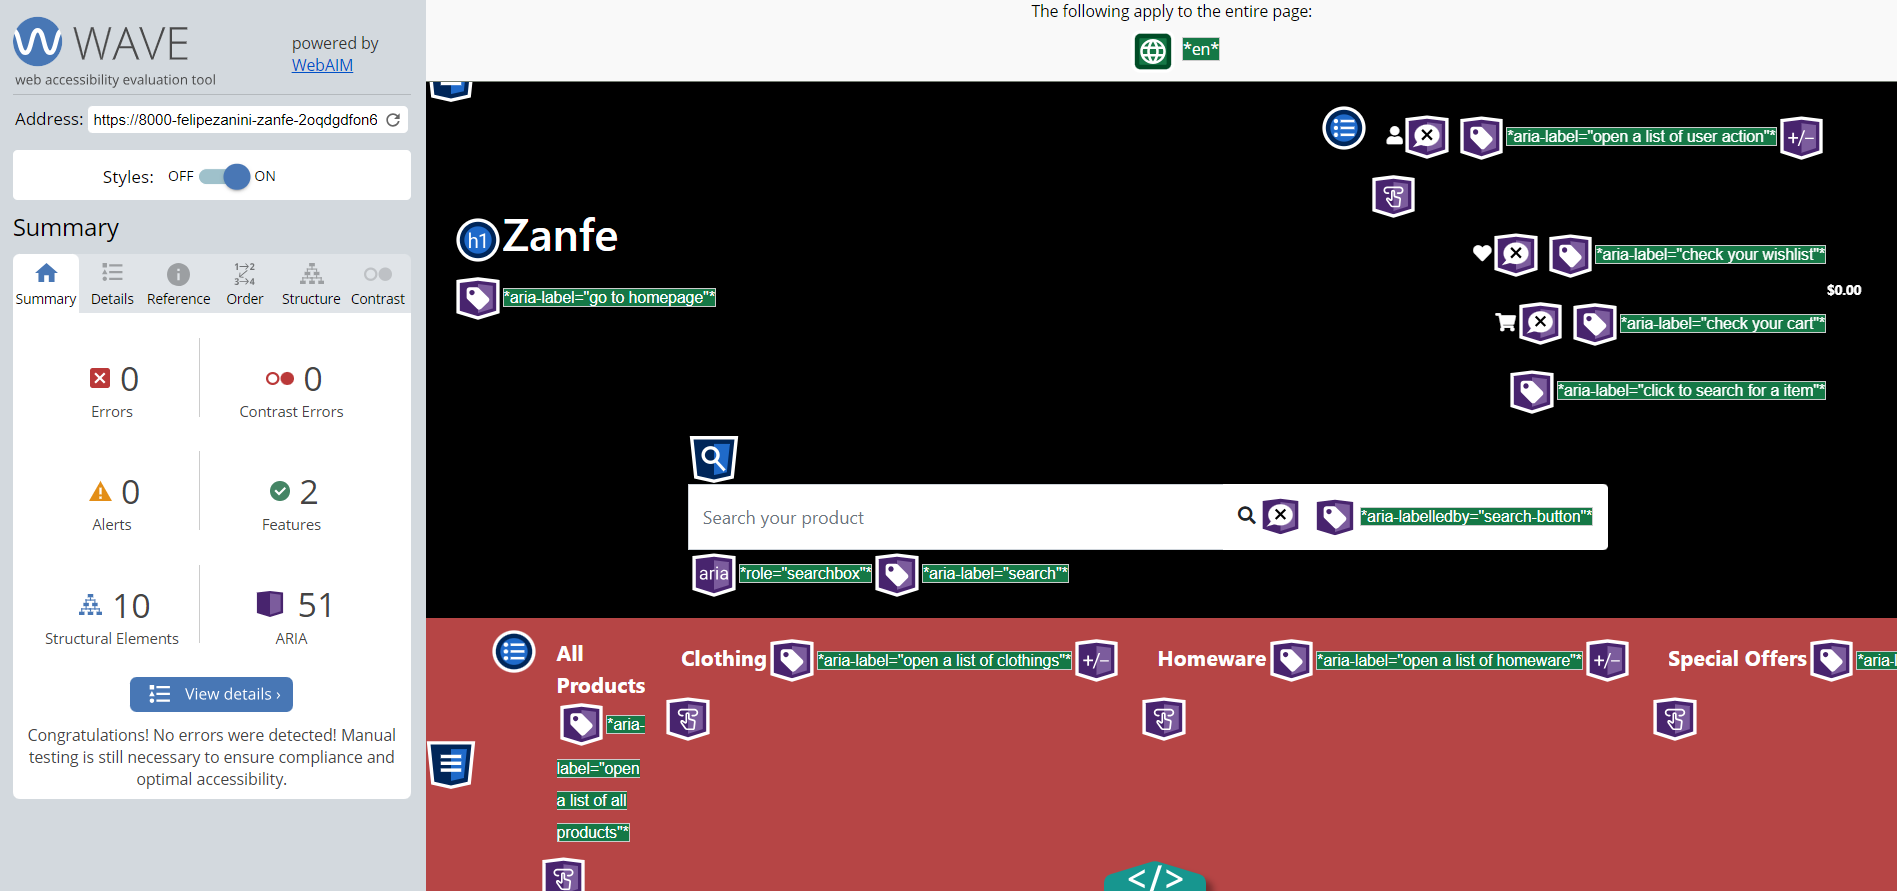 WAVE
web accessibility evaluation tool
powered by
WebAIM
Address: https://8000-felipezanini-zanfe-2oqdgdfon6
Styles: OFF ON
Summary
Summary Details Reference Order Structure Contrast
0
Errors
0
Contrast Errors
0
Alerts
2
Features
10
Structural Elements
51
ARIA
View details ›
Congratulations! No errors were detected! Manual
testing is still necessary to ensure compliance and
optimal accessibility.
The following apply to the entire page:
*en*
*aria-label="open a list of user action"* +/−
h1 Zanfe
*aria-label="go to homepage"*
*aria-label="check your wishlist"*
$0.00
*aria-label="check your cart"*
*aria-label="click to search for a item"*
Search your product
*aria-labelledby="search-button"*
aria *role="searchbox"* *aria-label="search"*
All
Products
*aria-
label="open
a list of all
products"*
Clothing *aria-label="open a list of clothings"* +/−
Homeware *aria-label="open a list of homeware"* +/−
Special Offers *aria-l
</>